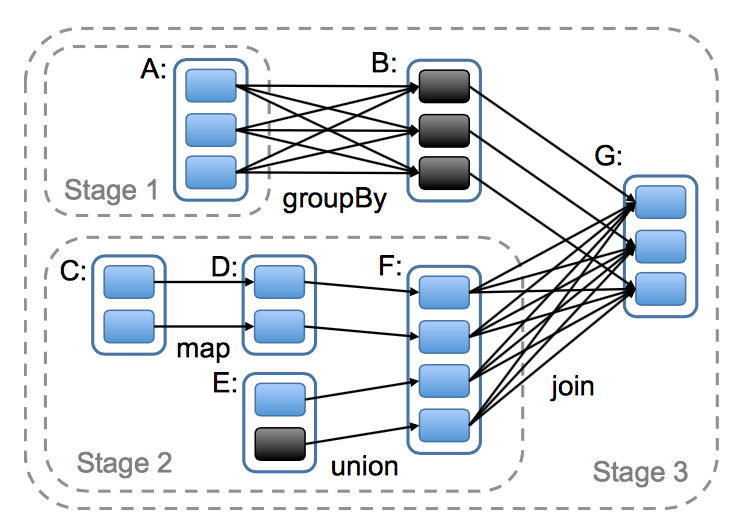 A:
B:
G:
Stage 1
groupBy
C:
D:
F:
map
E:
join
Stage 2
union
Stage 3